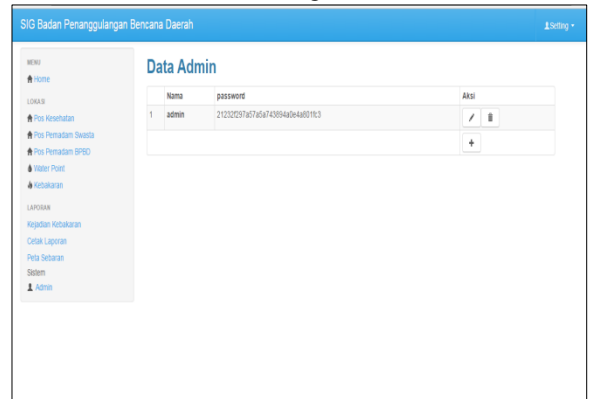 SIG Badan Penanggulangan Bencana Daerah
Setting
MENU
Home
LOKASI
Pos Kesehatan
Pos Pemadam Swasta
Pos Pemadam BPBD
Water Point
Kebakaran
LAPORAN
Kejadian Kebakaran
Cetak Laporan
Peta Sebaran
Sistem
Admin
Data Admin
Nama password Aksi
1 admin 21232f297a57a5a743894a0e4a801fc3